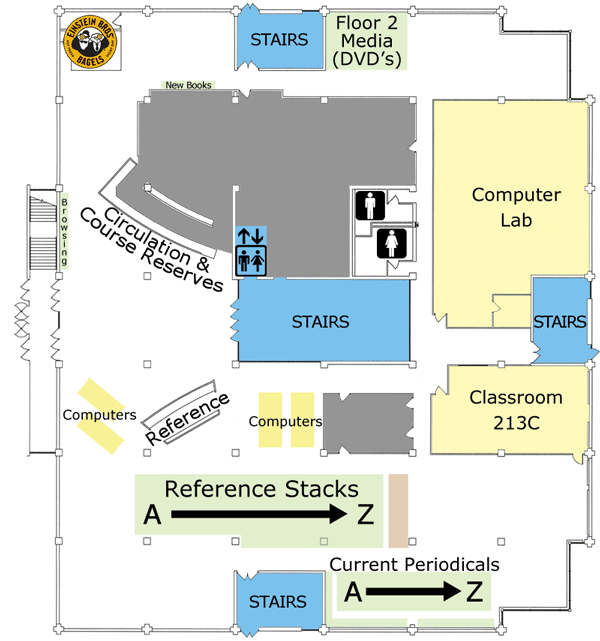 EINSTEIN BROS
BAGELS
STAIRS
Floor 2
Media
(DVD's)
New Books
Browsing
Circulation &
Course Reserves
Computer
Lab
STAIRS
STAIRS
Computers
Reference
Computers
Classroom
213C
Reference Stacks
A Z
Current Periodicals
A Z
STAIRS